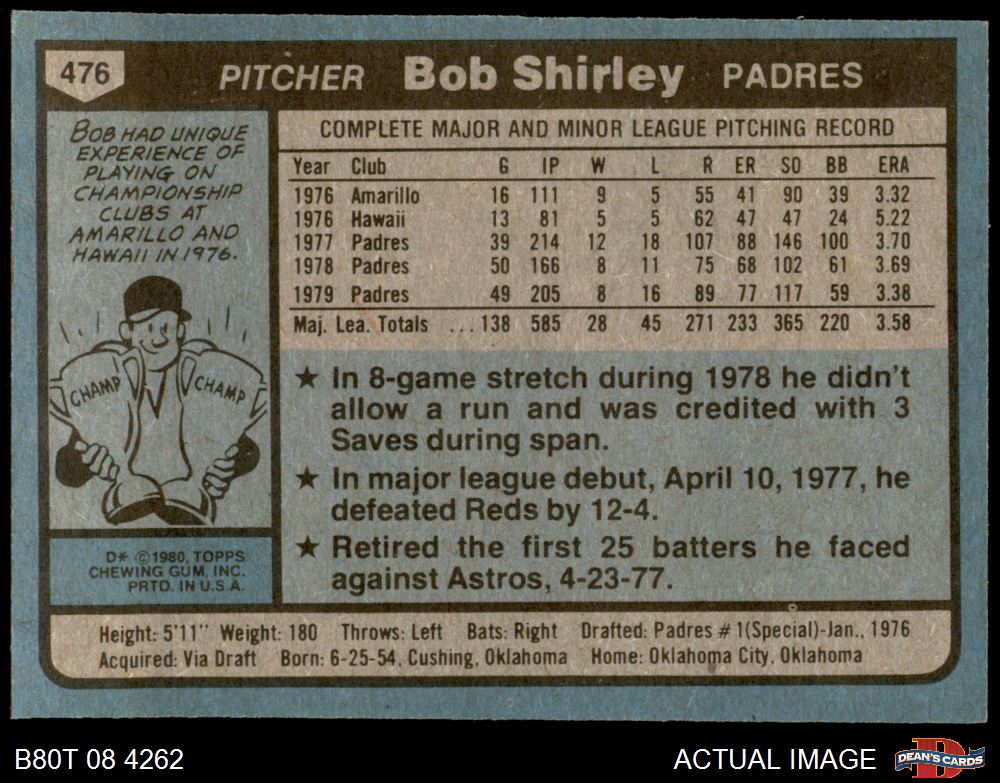 476 PITCHER Bob Shirley PADRES
BOB HAD UNIQUE
EXPERIENCE OF
PLAYING ON
CHAMPIONSHIP
CLUBS AT
AMARILLO AND
HAWAII IN 1976.
CHAMP CHAMP
D* © 1980, TOPPS
CHEWING GUM, INC.
PRTD. IN U.S.A.
COMPLETE MAJOR AND MINOR LEAGUE PITCHING RECORD
Year Club G IP W L R ER SO BB ERA
1976 Amarillo 16 111 9 5 55 41 90 39 3.32
1976 Hawaii 13 81 5 5 62 47 47 24 5.22
1977 Padres 39 214 12 18 107 88 146 100 3.70
1978 Padres 50 166 8 11 75 68 102 61 3.69
1979 Padres 49 205 8 16 89 77 117 59 3.38
Maj. Lea. Totals ... 138 585 28 45 271 233 365 220 3.58
★ In 8-game stretch during 1978 he didn't
allow a run and was credited with 3
Saves during span.
★ In major league debut, April 10, 1977, he
defeated Reds by 12-4.
★ Retired the first 25 batters he faced
against Astros, 4-23-77.
Height: 5'11" Weight: 180 Throws: Left Bats: Right Drafted: Padres #1(Special)-Jan., 1976
Acquired: Via Draft Born: 6-25-54, Cushing, Oklahoma Home: Oklahoma City, Oklahoma
B80T 08 4262 ACTUAL IMAGE D DEAN'S CARDS